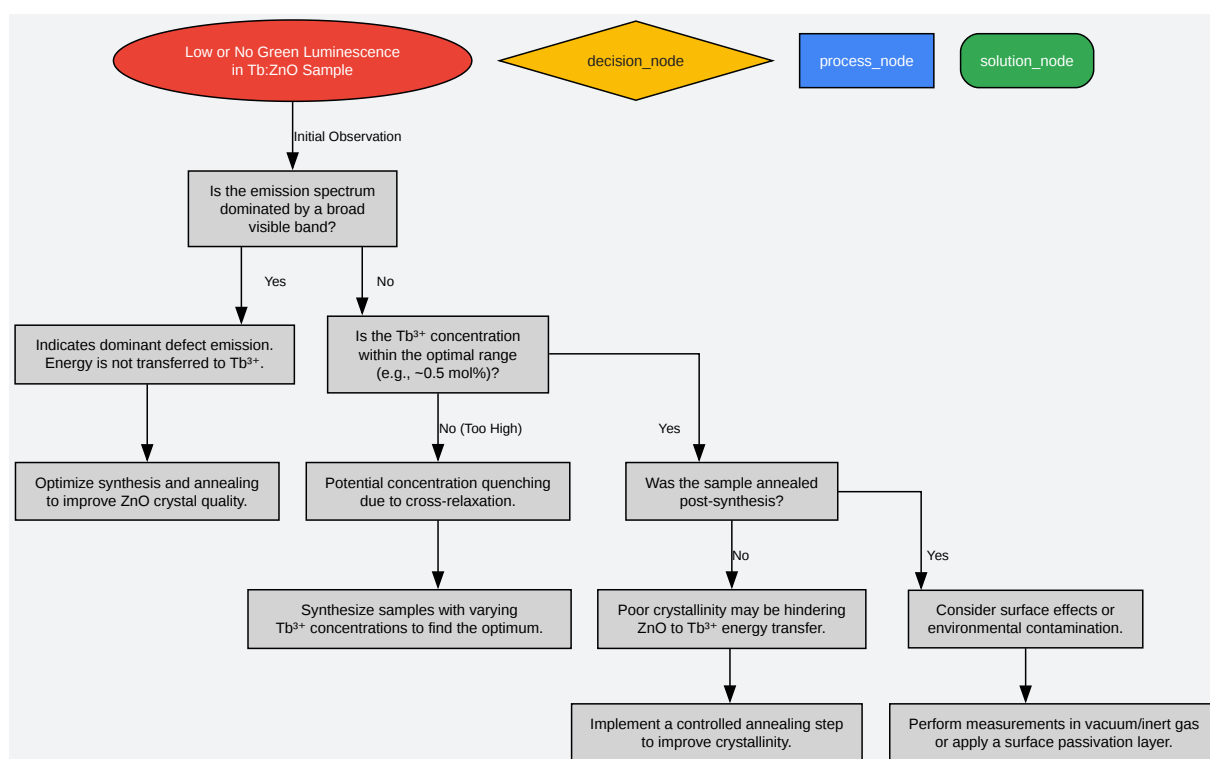 Low or No Green Luminescence
in Tb:ZnO Sample
decision_node
process_node
solution_node
Initial Observation
Is the emission spectrum
dominated by a broad
visible band?
Yes
No
Indicates dominant defect emission.
Energy is not transferred to Tb³⁺.
Is the Tb³⁺ concentration
within the optimal range
(e.g., ~0.5 mol%)?
No (Too High)
Yes
Optimize synthesis and annealing
to improve ZnO crystal quality.
Potential concentration quenching
due to cross-relaxation.
Was the sample annealed
post-synthesis?
No
Yes
Synthesize samples with varying
Tb³⁺ concentrations to find the optimum.
Poor crystallinity may be hindering
ZnO to Tb³⁺ energy transfer.
Consider surface effects or
environmental contamination.
Implement a controlled annealing step
to improve crystallinity.
Perform measurements in vacuum/inert gas
or apply a surface passivation layer.